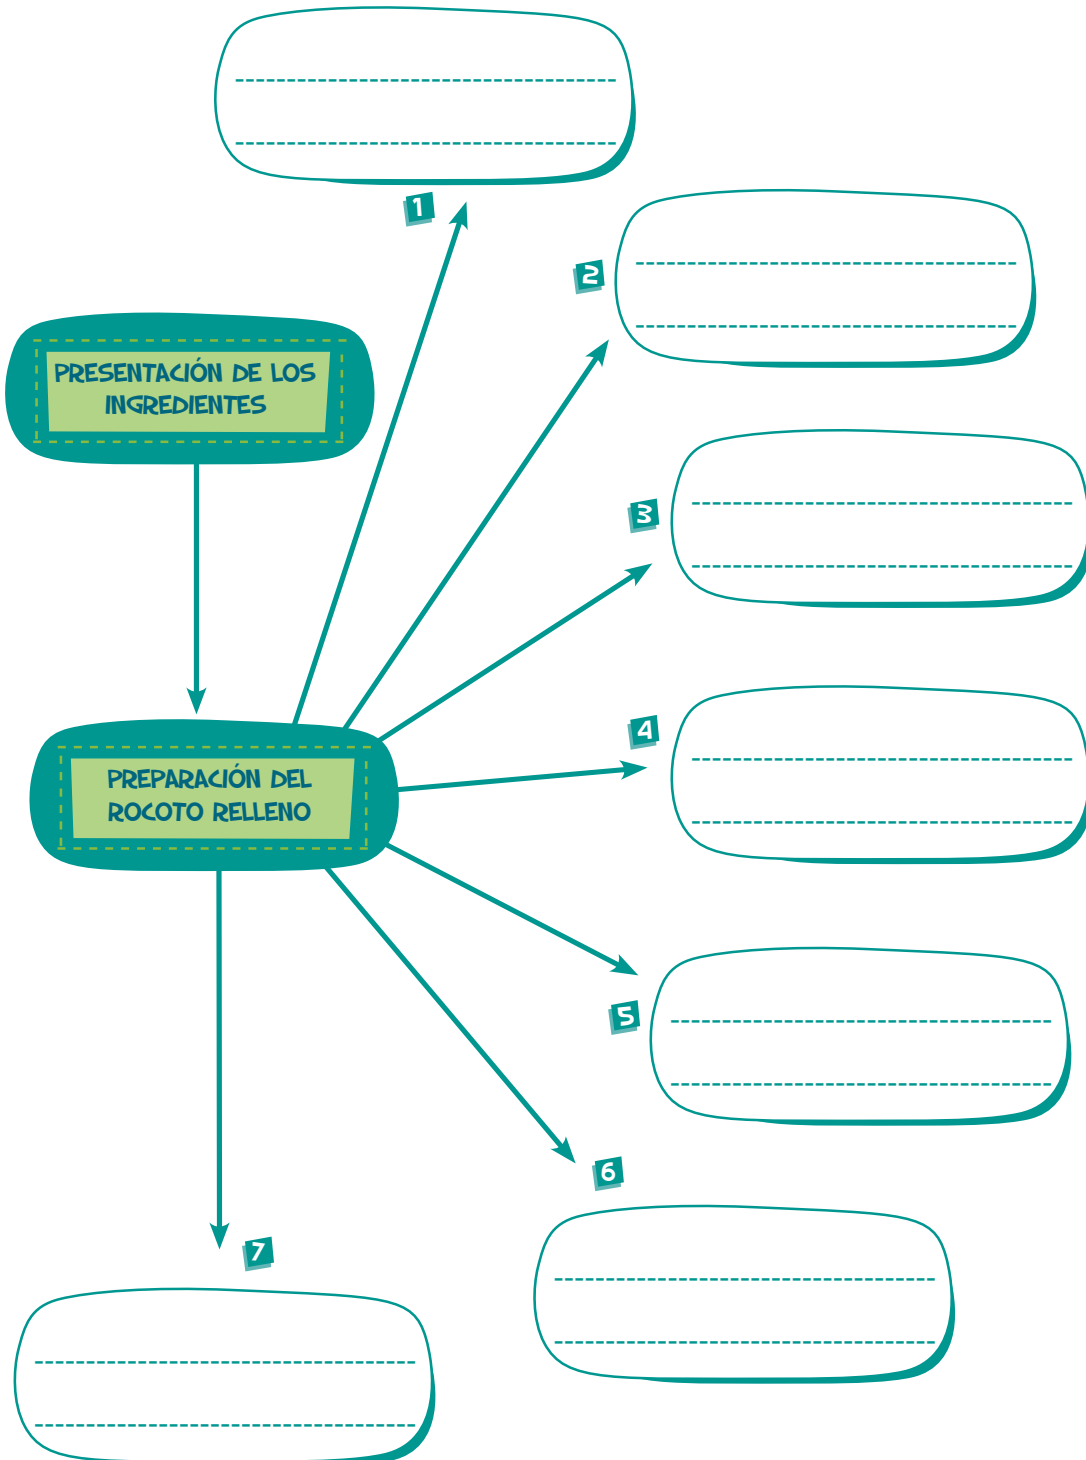 1
2
PRESENTACIÓN DE LOS
INGREDIENTES
3
4
PREPARACIÓN DEL
ROCOTO RELLENO
5
6
7